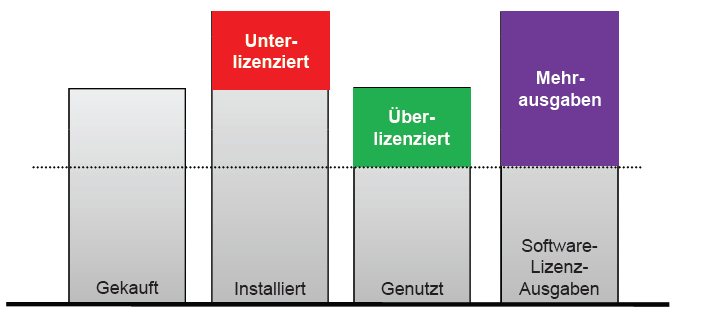 Unter-
lizenziert
Über-
lizenziert
Mehr-
ausgaben
Gekauft
Installiert
Genutzt
Software-
Lizenz-
Ausgaben